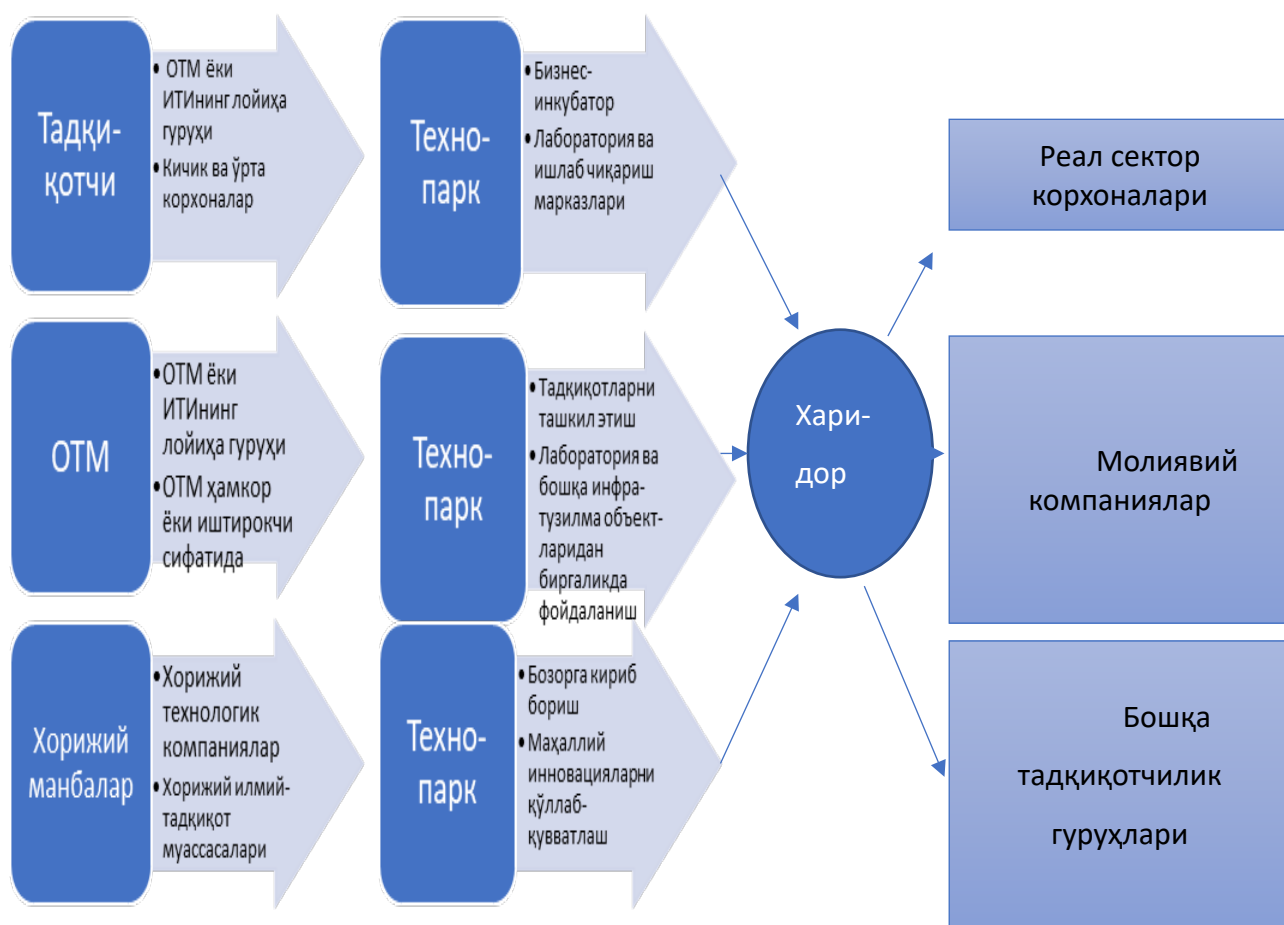 Тадқи-
қотчи
• ОТМ ёки
ИТИнинг лойиҳа
гуруҳи
• Кичик ва ўрта
корхоналар
Техно-
парк
• Бизнес-
инкубатор
• Лаборатория ва
ишлаб чиқариш
марказлари
ОТМ
• ОТМ ёки
ИТИнинг
лойиҳа гуруҳи
• ОТМ ҳамкор
ёки иштирокчи
сифатида
Техно-
парк
• Тадқиқотларни
ташкил этиш
• Лаборатория ва
бошқа инфра-
тузилма объект-
ларидан
биргаликда
фойдаланиш
Хорижий
манбалар
• Хорижий
технологик
компаниялар
• Хорижий илмий-
тадқиқот
муассасалари
Техно-
парк
• Бозорга кириб
бориш
• Маҳаллий
инновацияларни
қўллаб-
қувватлаш
Хари-
дор
Реал сектор
корхоналари
Молиявий
компаниялар
Бошқа
тадқиқотчилик
гуруҳлари